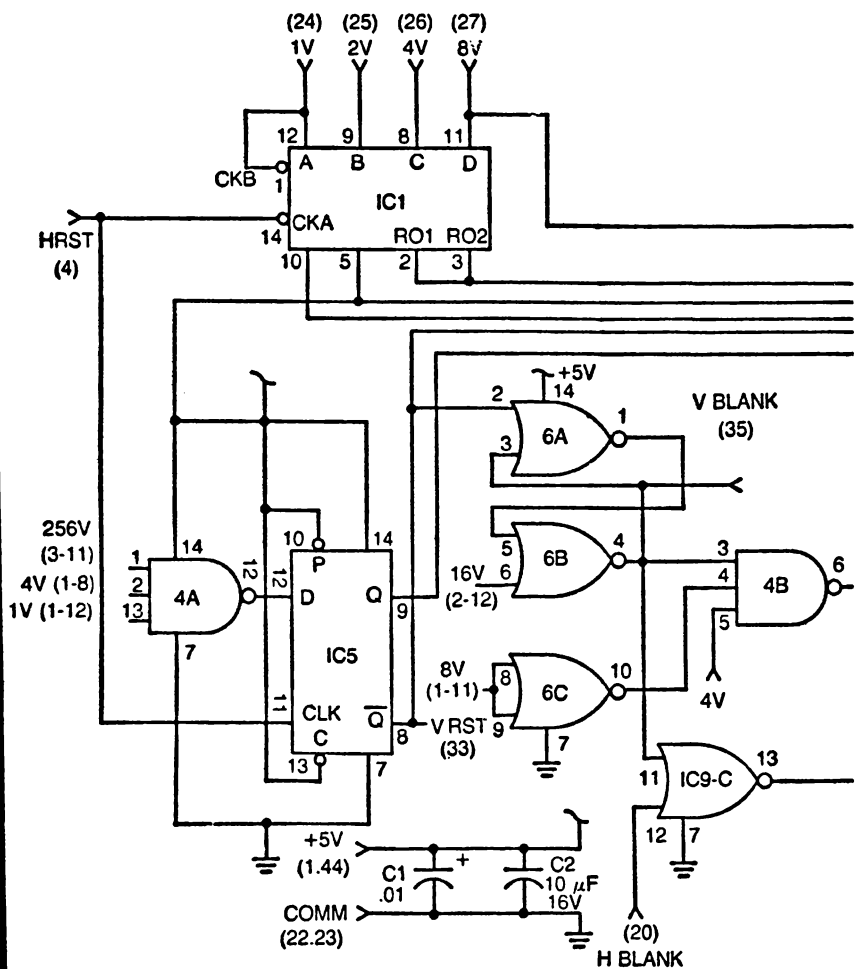 (24) (25) (26) (27)
1V 2V 4V 8V
12 9 8 11
A B C D
CKB 1
IC1
CKA
14
HRST
(4)
RO1 RO2
10 5 2 3
+5V
14
2
6A
1
3
V BLANK
(35)
256V
(3-11)
4V (1-8)
1V (1-12)
1
2
13
14
4A
12
7
10
P
14
12
D
Q
9
IC5
11
CLK
C
Q
8
13
7
V RST
(33)
5
6B
4
6
16V
(2-12)
3
4
4B
6
5
4V
8V
(1-11)
8
6C
10
9
7
11
IC9-C
13
12
7
+5V
(1.44)
C1
.01
+
C2
10 μF
16V
COMM
(22.23)
(20)
H BLANK